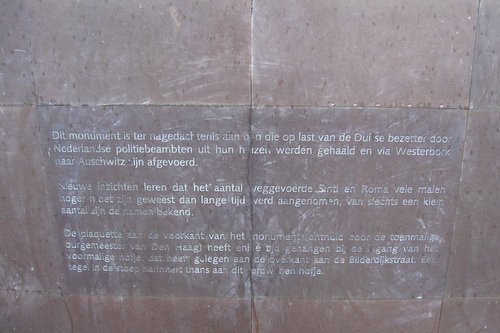 Dit monument is ter nagedachtenis aan hen die op last van de Duitse bezetter door
Nederlandse politiebeambten uit hun huizen werden gehaald en via Westerbork
naar Auschwitz zijn afgevoerd.
Nieuwe inzichten leren dat het aantal weggevoerde Sinti en Roma vele malen
hoger moet zijn geweest dan lange tijd werd aangenomen, van slechts een klein
aantal zijn de namen bekend.
De plaquette aan de voorkant van het monument (onthuld door de toenmalige
burgemeester van Den Haag) heeft enige tijd gehangen bij de ingang van het
voormalige hofje, dat heeft gelegen aan de overkant aan de Bilderdijkstraat. Een
tegel in de stoep herinnert thans aan dit verdwenen hofje.